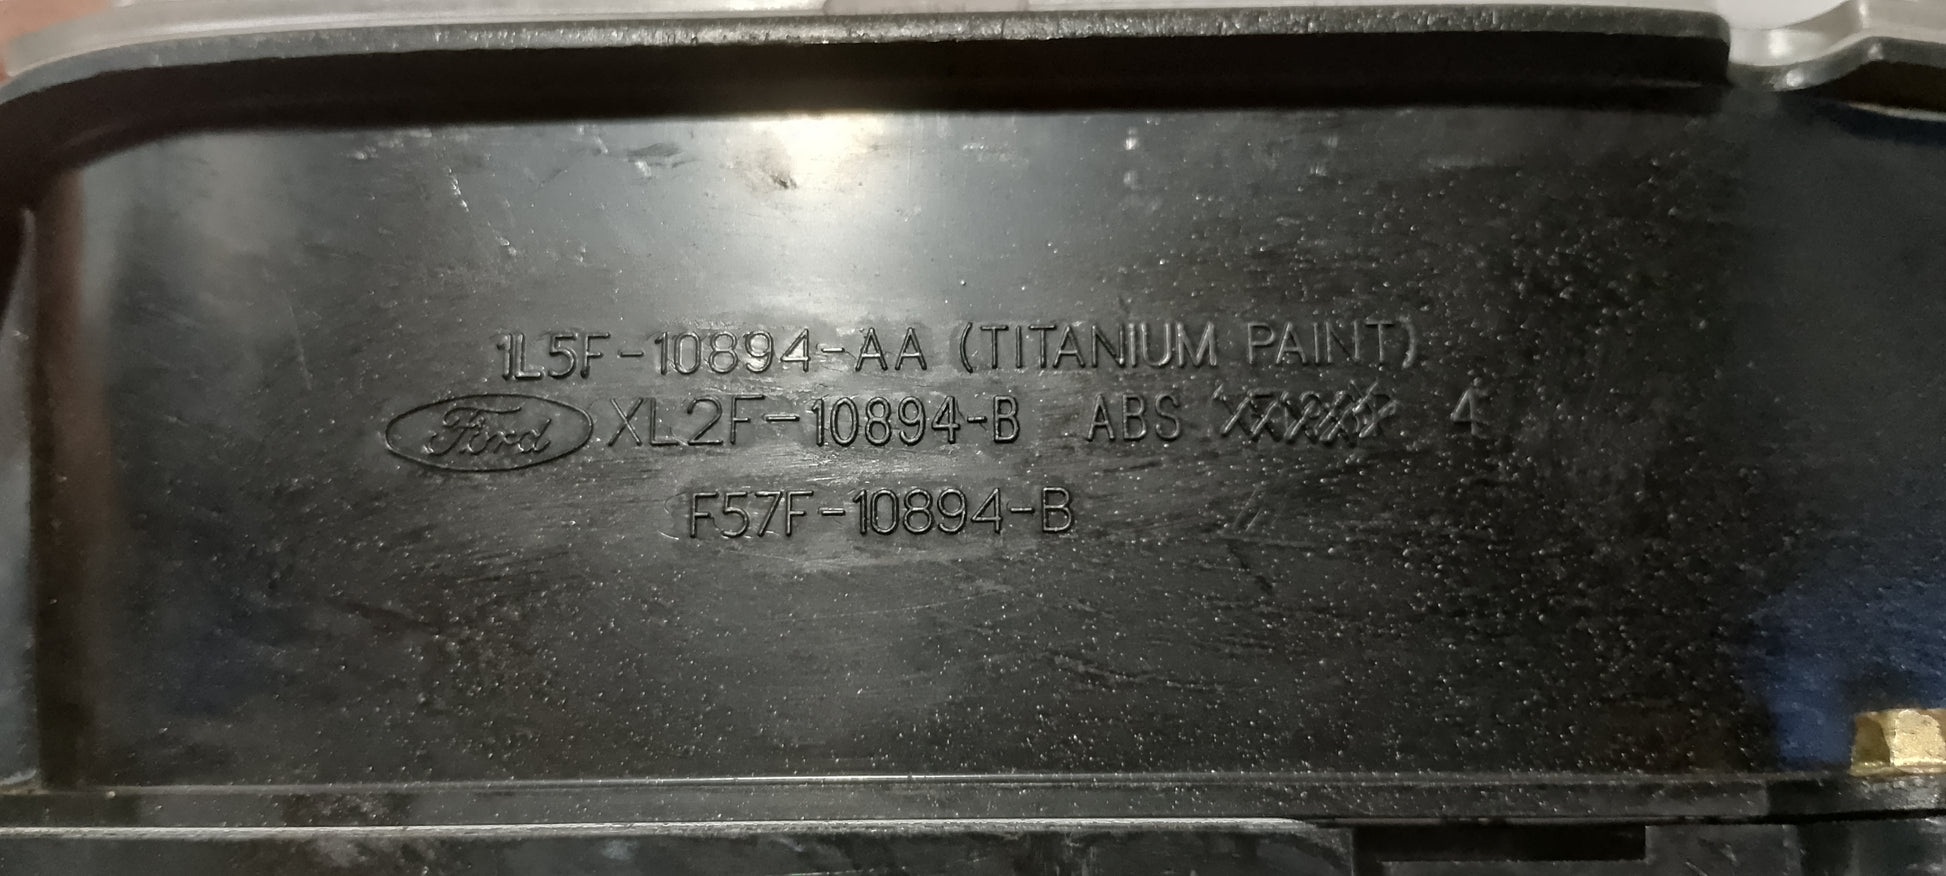 1L5F-10894-AA (TITANIUM PAINT)
Ford XL2F-10894-B ABS 4
F57F-10894-B